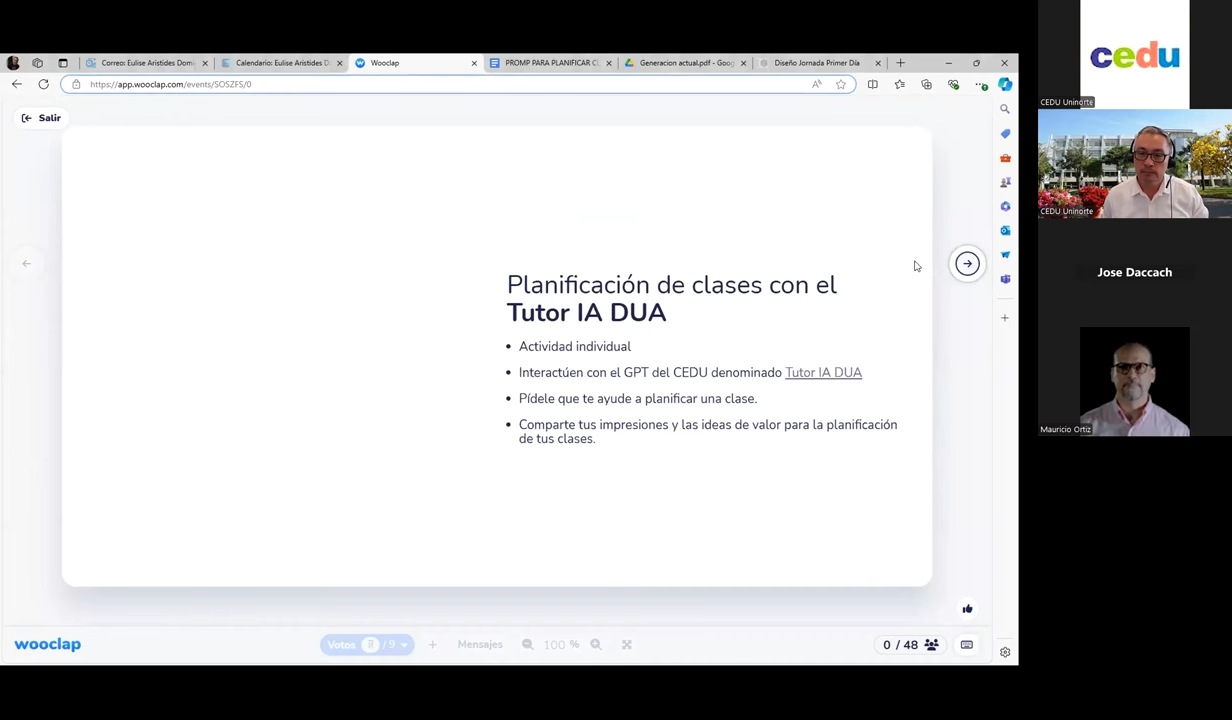 Correo: Eulise Aristides Dom
Calendario: Eulise Aristides D
Wooclap
PROMP PARA PLANIFICAR CL
Generacion actual.pdf - Goog
Diseño Jornada Primer Día
https://app.wooclap.com/events/SOSZFS/0
Salir
Planificación de clases con el
Tutor IA DUA
Actividad individual
Interactúen con el GPT del CEDU denominado Tutor IA DUA
Pídele que te ayude a planificar una clase.
Comparte tus impresiones y las ideas de valor para la planificación
de tus clases.
wooclap
Votos / 9
Mensajes
100 %
0 / 48
cedu
CEDU Uninorte
CEDU Uninorte
Jose Daccach
Mauricio Ortiz